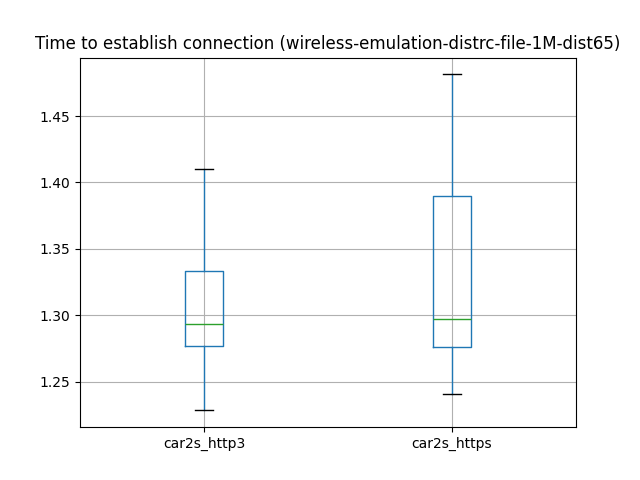 Time to establish connection (wireless-emulation-distrc-file-1M-dist65)
1.45
1.40
1.35
1.30
1.25
car2s_http3
car2s_https